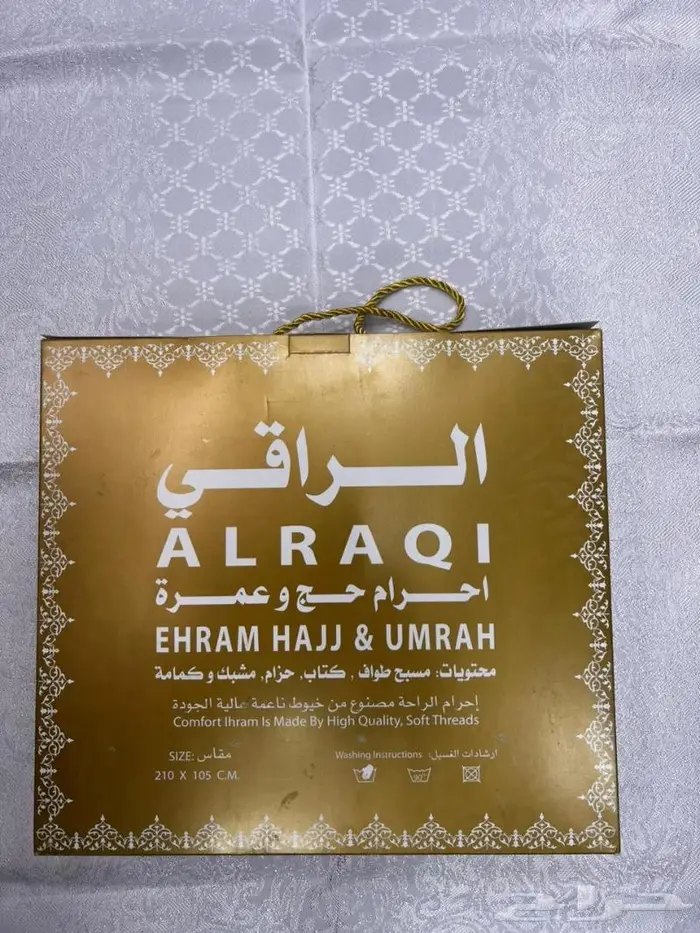 الراقي
ALRAQI
احرام حج و عمرة
EHRAM HAJJ & UMRAH
محتويات: مسبح طواف , كتاب, حزام, مشبك و كمامة
إحرام الراحة مصنوع من خيوط ناعمة عالية الجودة
Comfort Ihram Is Made By High Quality, Soft Threads
SIZE: مقاس
210 X 105 C.M.
Washing Instructions ارشادات الغسيل:
90°
حراج